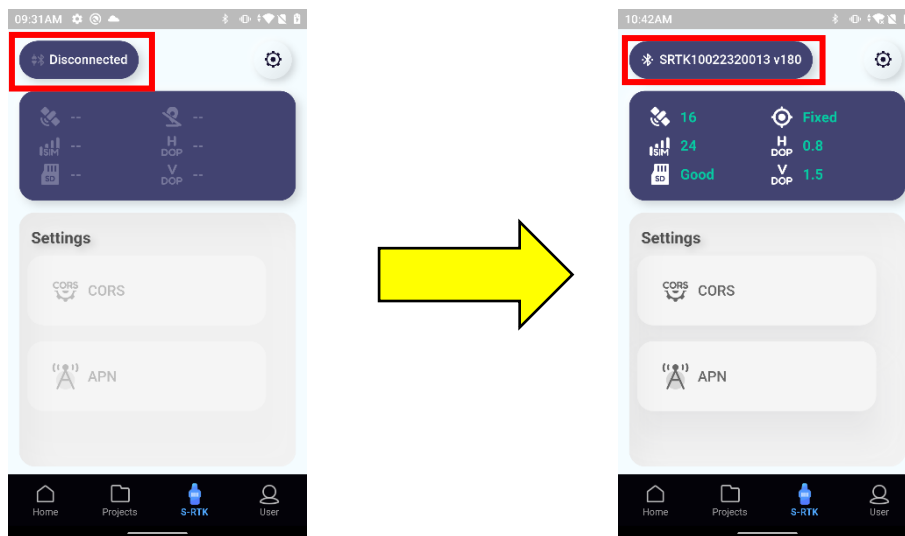 09:31AM
Disconnected
-- --
SIM -- H DOP --
SD -- V DOP --
Settings
CORS CORS
APN
Home Projects S-RTK User
10:42AM
SRTK10022320013 v180
16 Fixed
SIM 24 H DOP 0.8
SD Good V DOP 1.5
Settings
CORS CORS
APN
Home Projects S-RTK User